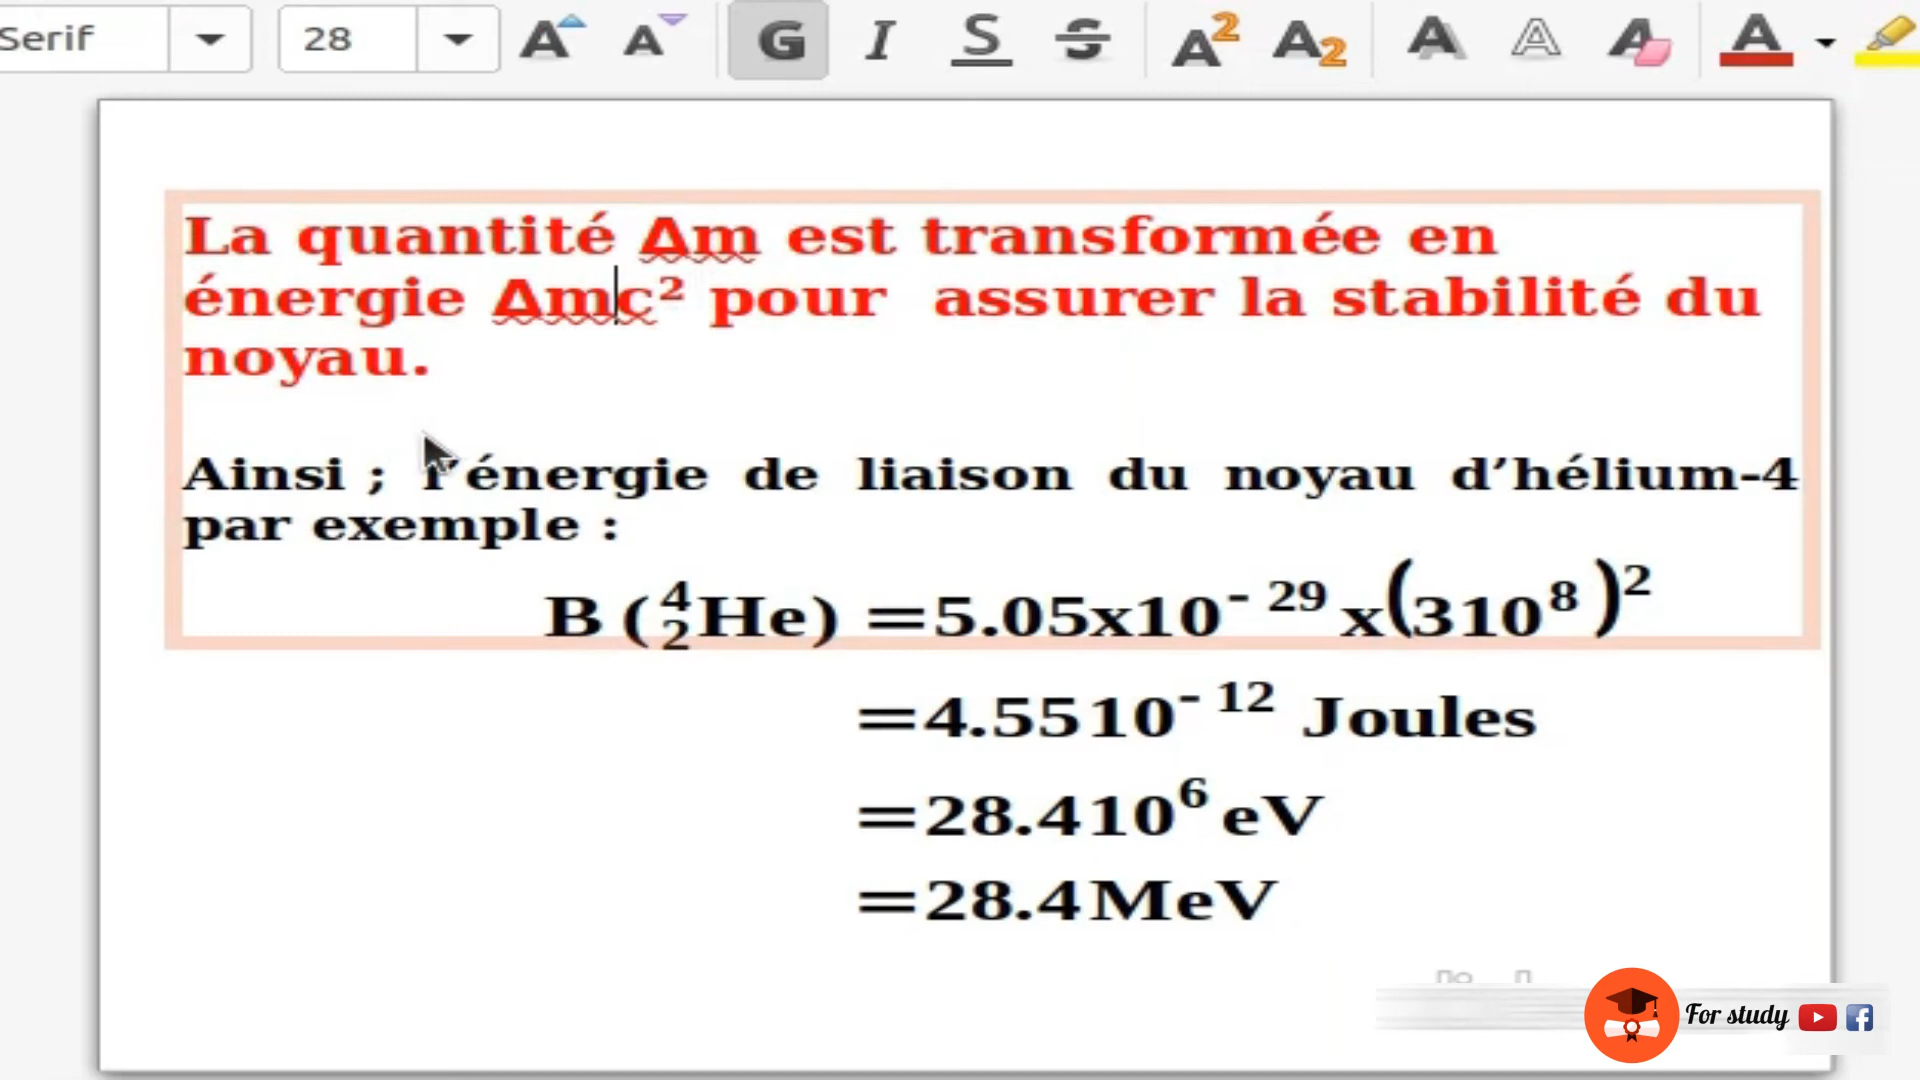 Serif 28 G I S S A² A₂ A A A A
La quantité Δm est transformée en
énergie Δmc² pour assurer la stabilité du
noyau.
Ainsi ; l’énergie de liaison du noyau d’hélium-4
par exemple :
B (⁴₂He) =5.05x10⁻ ²⁹ x(310⁸ )²
=4.5510⁻ ¹² Joules
=28.410⁶ eV
=28.4MeV
For study